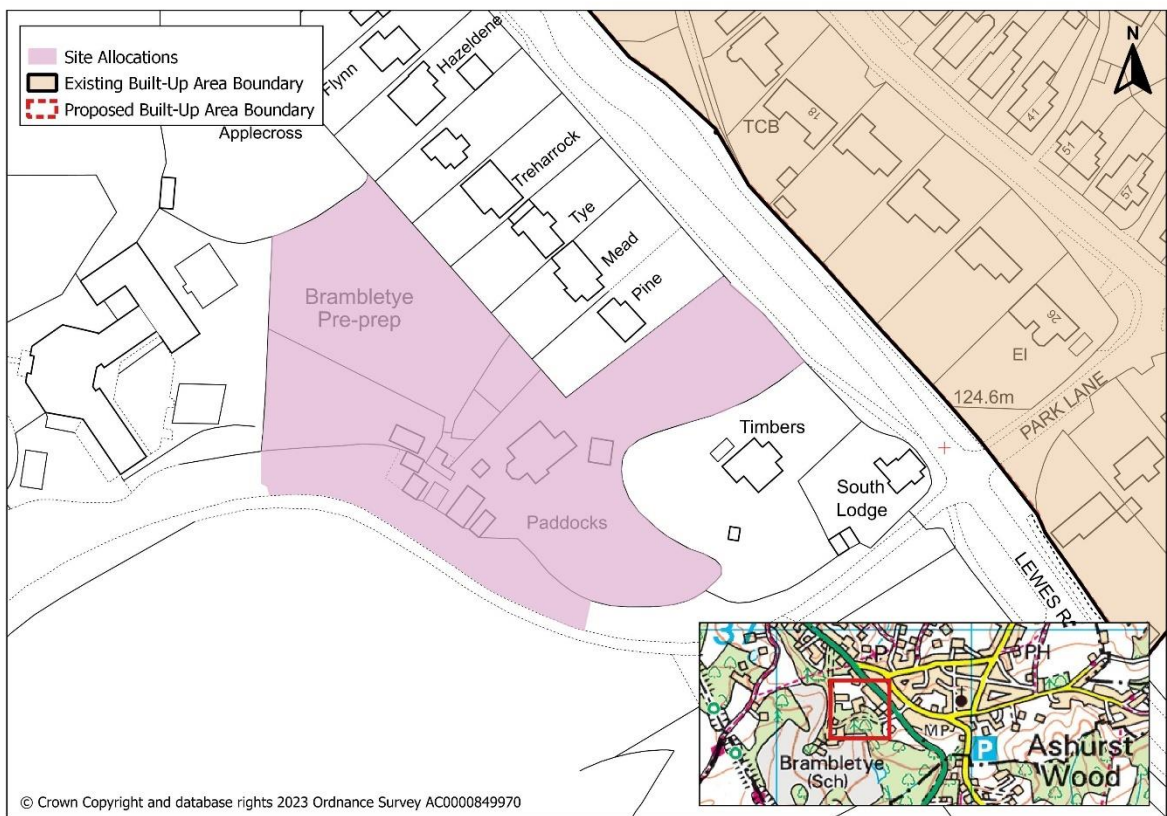 Site Allocations
Existing Built-Up Area Boundary
Proposed Built-Up Area Boundary
N
Flynn
Hazeldene
Applecross
Treharrock
Tye
Mead
Pine
TCB
18
41
51
57
26
El
124.6m
PARK LANE
Brambletye
Pre-prep
Paddocks
Timbers
South
Lodge
LEWES R
37
P
PH
MP
P
Brambletye
(Sch)
Ashurst
Wood
© Crown Copyright and database rights 2023 Ordnance Survey AC0000849970